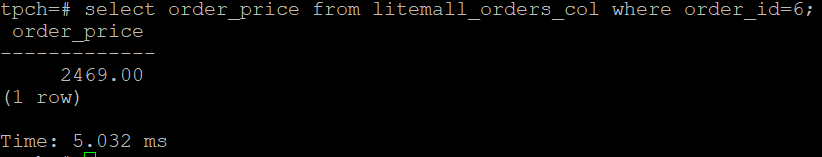 tpch=# select order_price from litemall_orders_col where order_id=6;
 order_price
-------------
     2469.00
(1 row)

Time: 5.032 ms